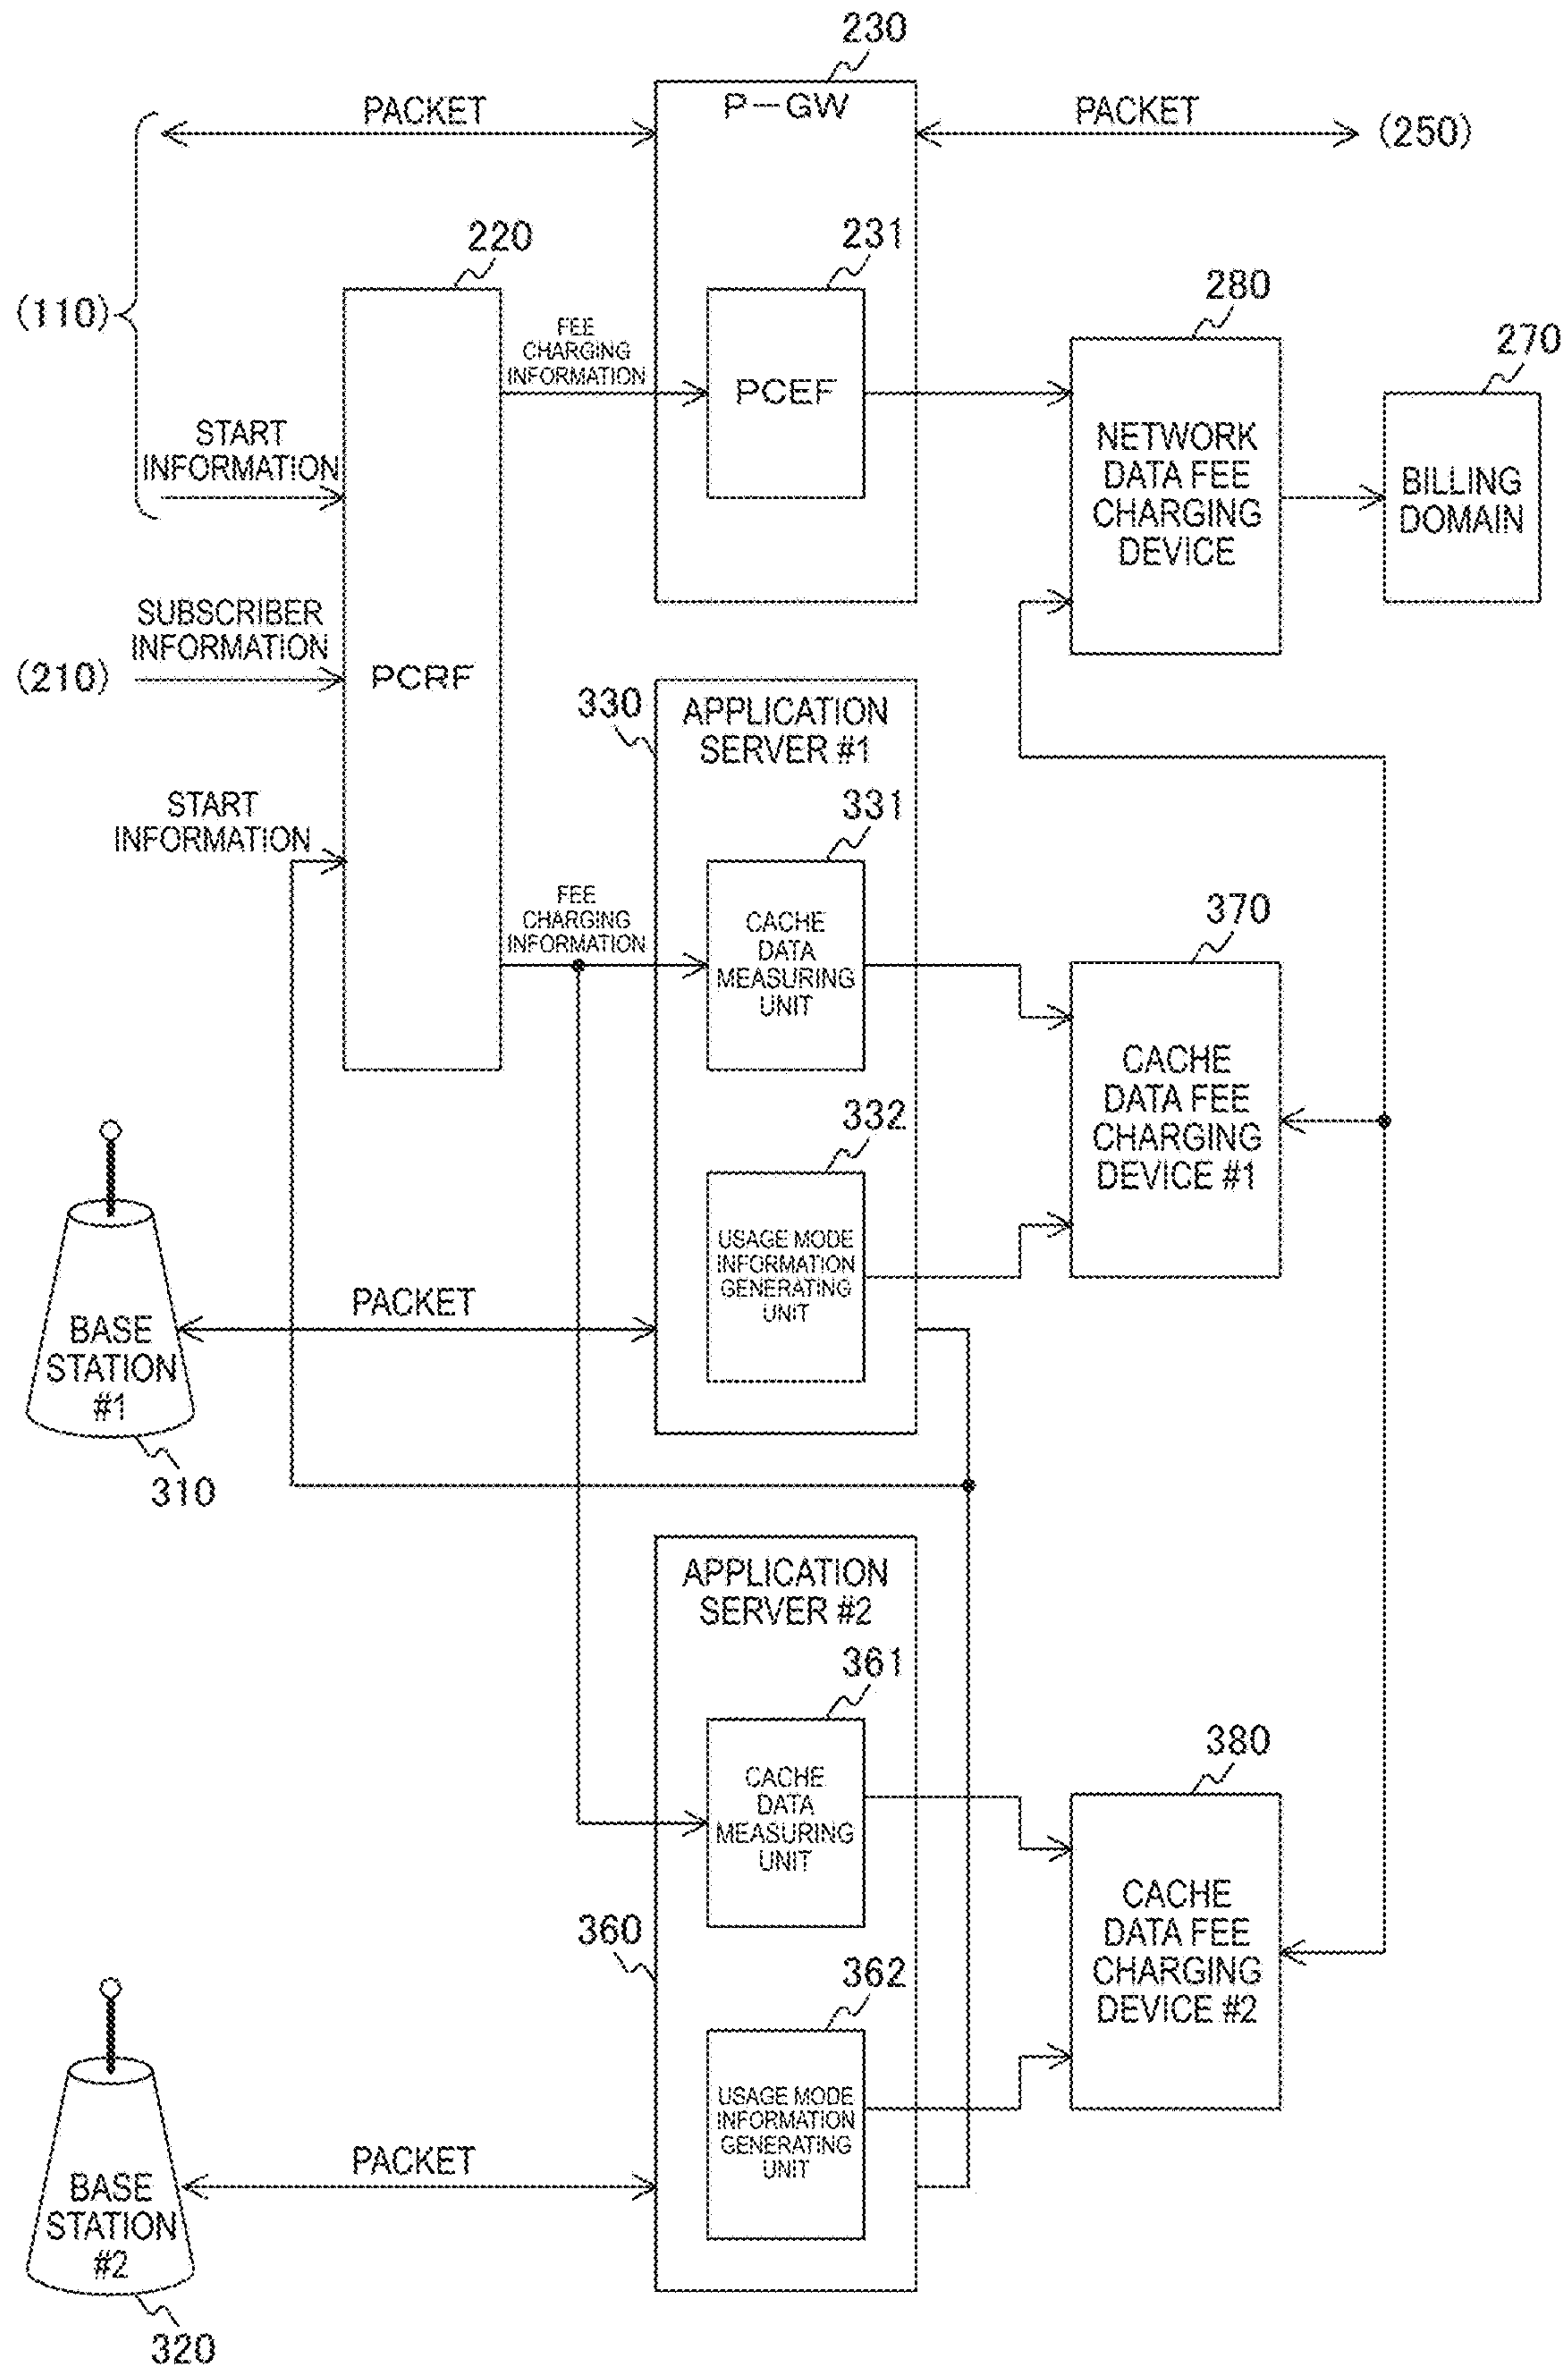 230
P-GW
PACKET
PACKET
(250)
220
231
280
270
(110)
FEE
CHARGING
INFORMATION
PCEF
NETWORK
DATA FEE
CHARGING
DEVICE
BILLING
DOMAIN
START
INFORMATION
SUBSCRIBER
INFORMATION
(210)
PCRF
330
APPLICATION
SERVER #1
START
INFORMATION
331
FEE
CHARGING
INFORMATION
CACHE
DATA
MEASURING
UNIT
370
CACHE
DATA FEE
CHARGING
DEVICE #1
332
USAGE MODE
INFORMATION
GENERATING
UNIT
PACKET
BASE
STATION
#1
310
APPLICATION
SERVER #2
361
CACHE
DATA
MEASURING
UNIT
380
CACHE
DATA FEE
CHARGING
DEVICE #2
360
362
USAGE MODE
INFORMATION
GENERATING
UNIT
PACKET
BASE
STATION
#2
320